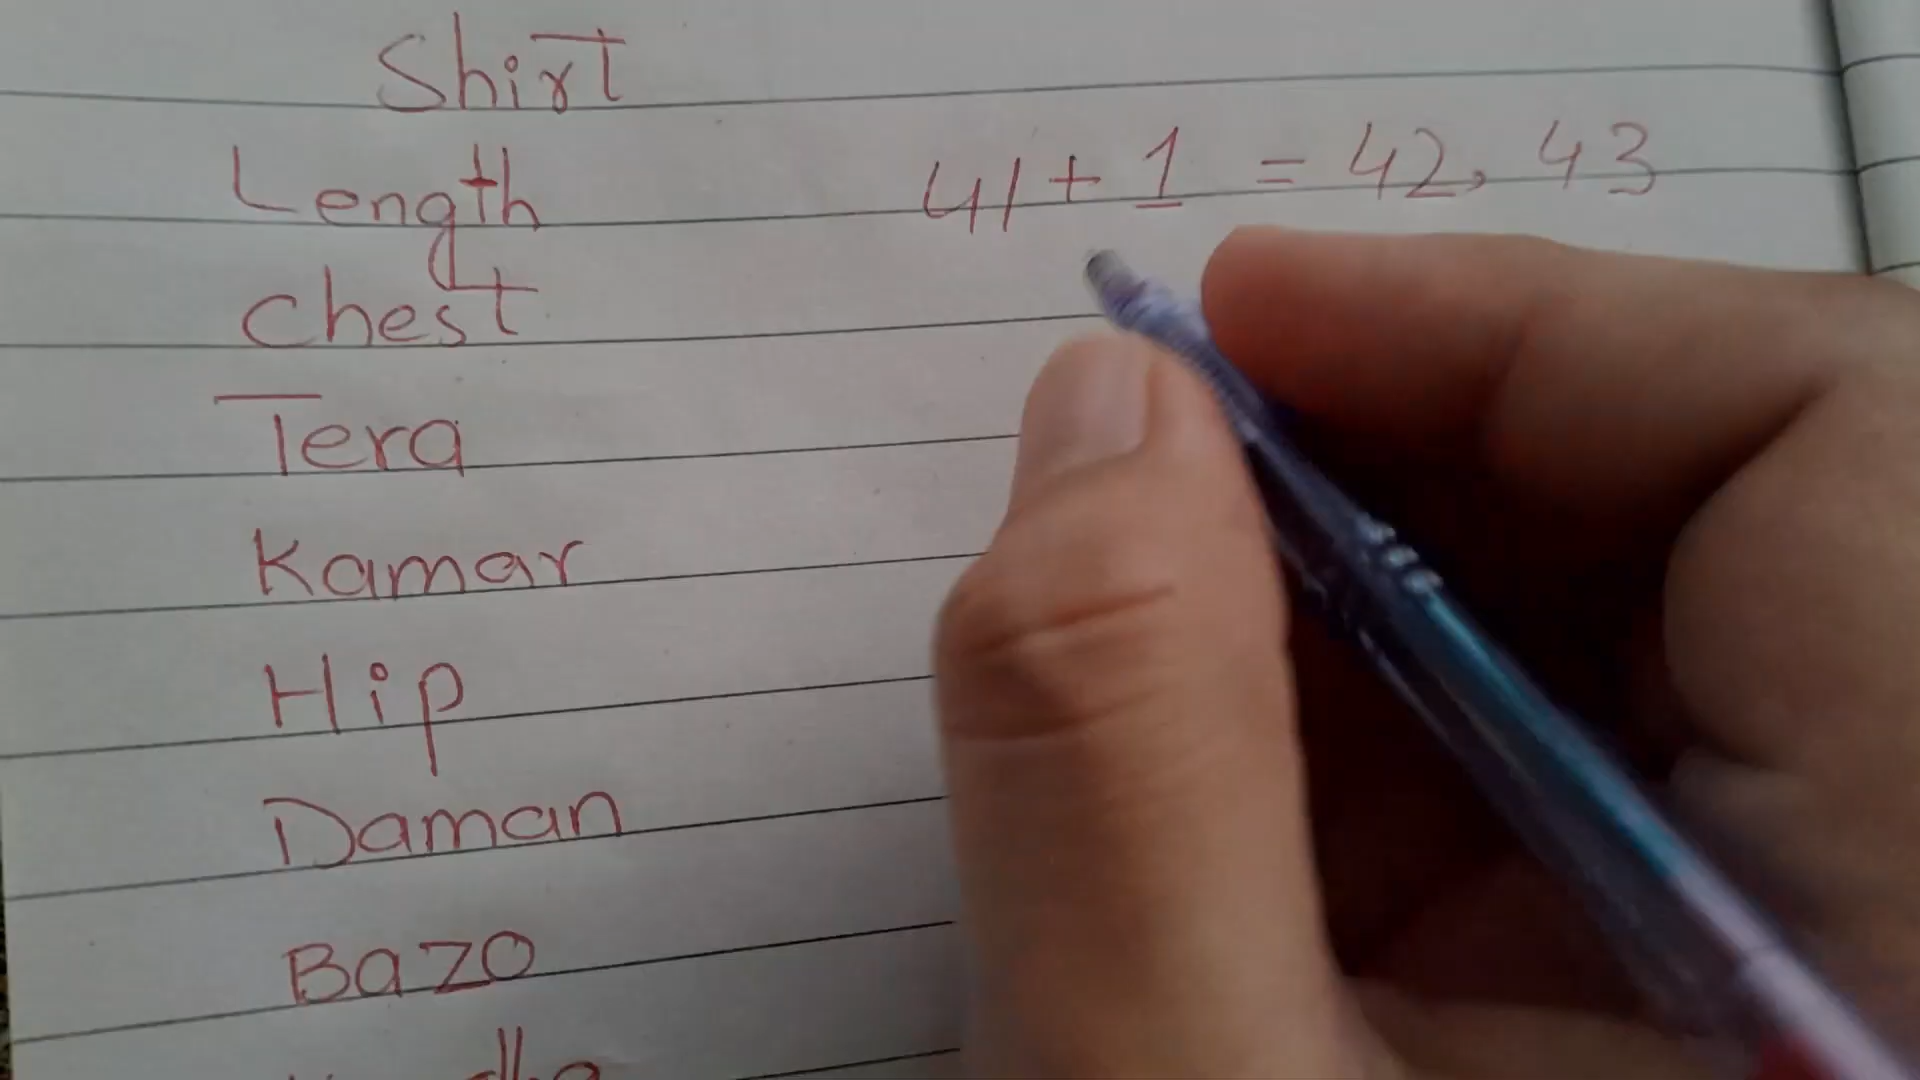 Shirt
Length 41 + 1 = 42, 43
Chest
Tera
Kamar
Hip
Daman
Bazo